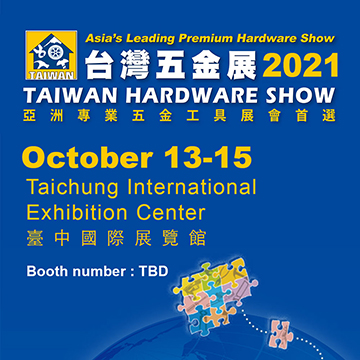 Asia's Leading Premium Hardware Show
TAIWAN
台灣五金展2021
TAIWAN HARDWARE SHOW
亞洲專業五金工具展會首選
October 13-15
Taichung International
Exhibition Center
臺中國際展覽館
Booth number : TBD